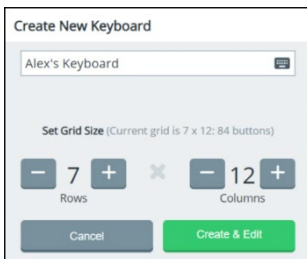 Create New Keyboard
Alex's Keyboard
Set Grid Size (Current grid is 7 x 12: 84 buttons)
− 7 + × − 12 +
Rows Columns
Cancel Create & Edit